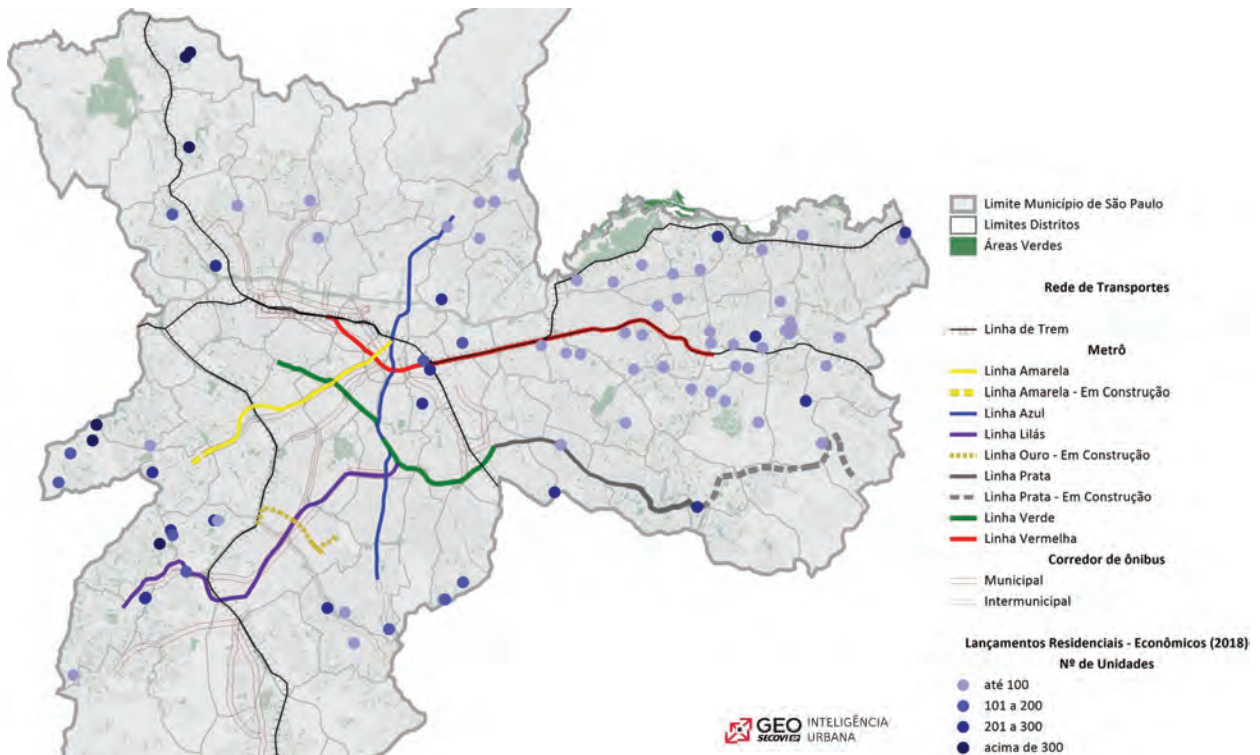 Limite Município de São Paulo
Limites Distritos
Áreas Verdes
Rede de Transportes
Linha de Trem
Metrô
Linha Amarela
Linha Amarela - Em Construção
Linha Azul
Linha Lilás
Linha Ouro - Em Construção
Linha Prata
Linha Prata - Em Construção
Linha Verde
Linha Vermelha
Corredor de ônibus
Municipal
Intermunicipal
Lançamentos Residenciais - Econômicos (2018)
Nº de Unidades
até 100
101 a 200
201 a 300
acima de 300
GEO
SECOVI SP
INTELIGÊNCIA
URBANA